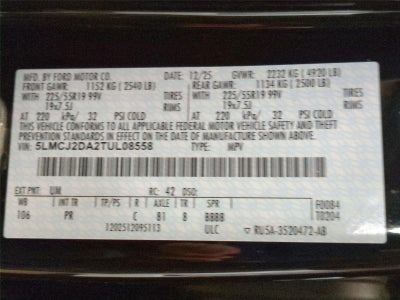 MFD. BY FORD MOTOR CO. DATE: 12/25 GVWR: 2232 KG (4920 LB)
FRONT GAWR: 1152 KG (2540 LB) REAR GAWR: 1134 KG (2500 LB)
WITH 225/55R19 99V TIRES WITH 225/55R19 99V TIRES
19x7.5J RIMS 19x7.5J RIMS
AT 220 kPa/ 32 PSI COLD AT 220 kPa/ 32 PSI COLD
THIS VEHICLE CONFORMS TO ALL APPLICABLE FEDERAL MOTOR VEHICLE SAFETY AND THEFT
PREVENTION STANDARDS IN EFFECT ON THE DATE OF MANUFACTURE SHOWN ABOVE.
VIN: 5LMCJ2DA2TUL08558 TYPE: MPV
EXT PNT: UM RC: 42 DSO:
WB INT TR TP/PS R AXLE TR SPR F0084
106 PR C B1 B BBBB T0204
1202512095113 ULC ▽ RU5A-3520472-AB